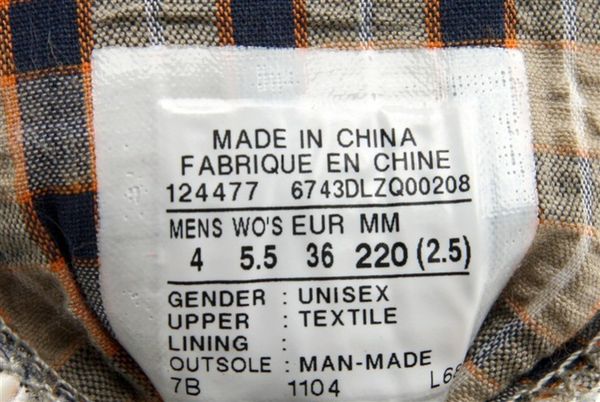 MADE IN CHINA
FABRIQUE EN CHINE
124477 6743DLZQ00208
MENS WO'S EUR MM
4 5.5 36 220 (2.5)
GENDER : UNISEX
UPPER : TEXTILE
LINING :
OUTSOLE : MAN-MADE
7B 1104